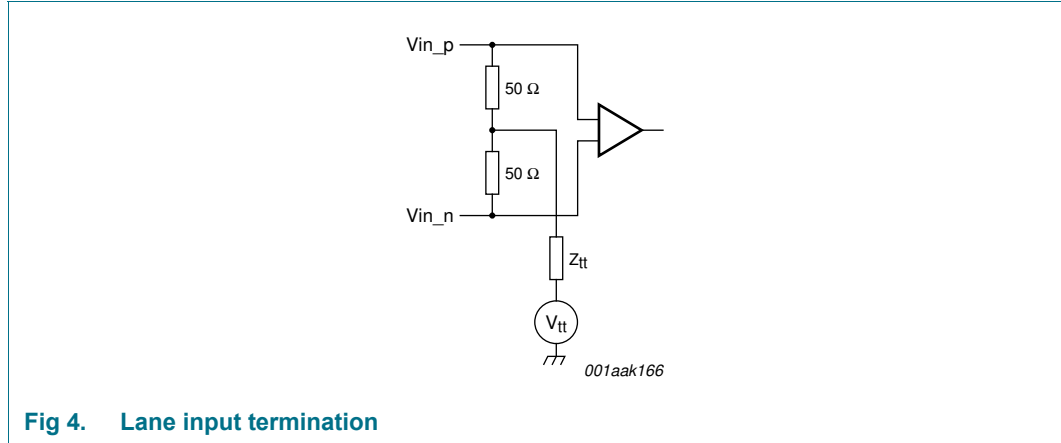 Vin_p
50 Ω
50 Ω
Vin_n
Ztt
Vtt
001aak166
Fig 4. Lane input termination